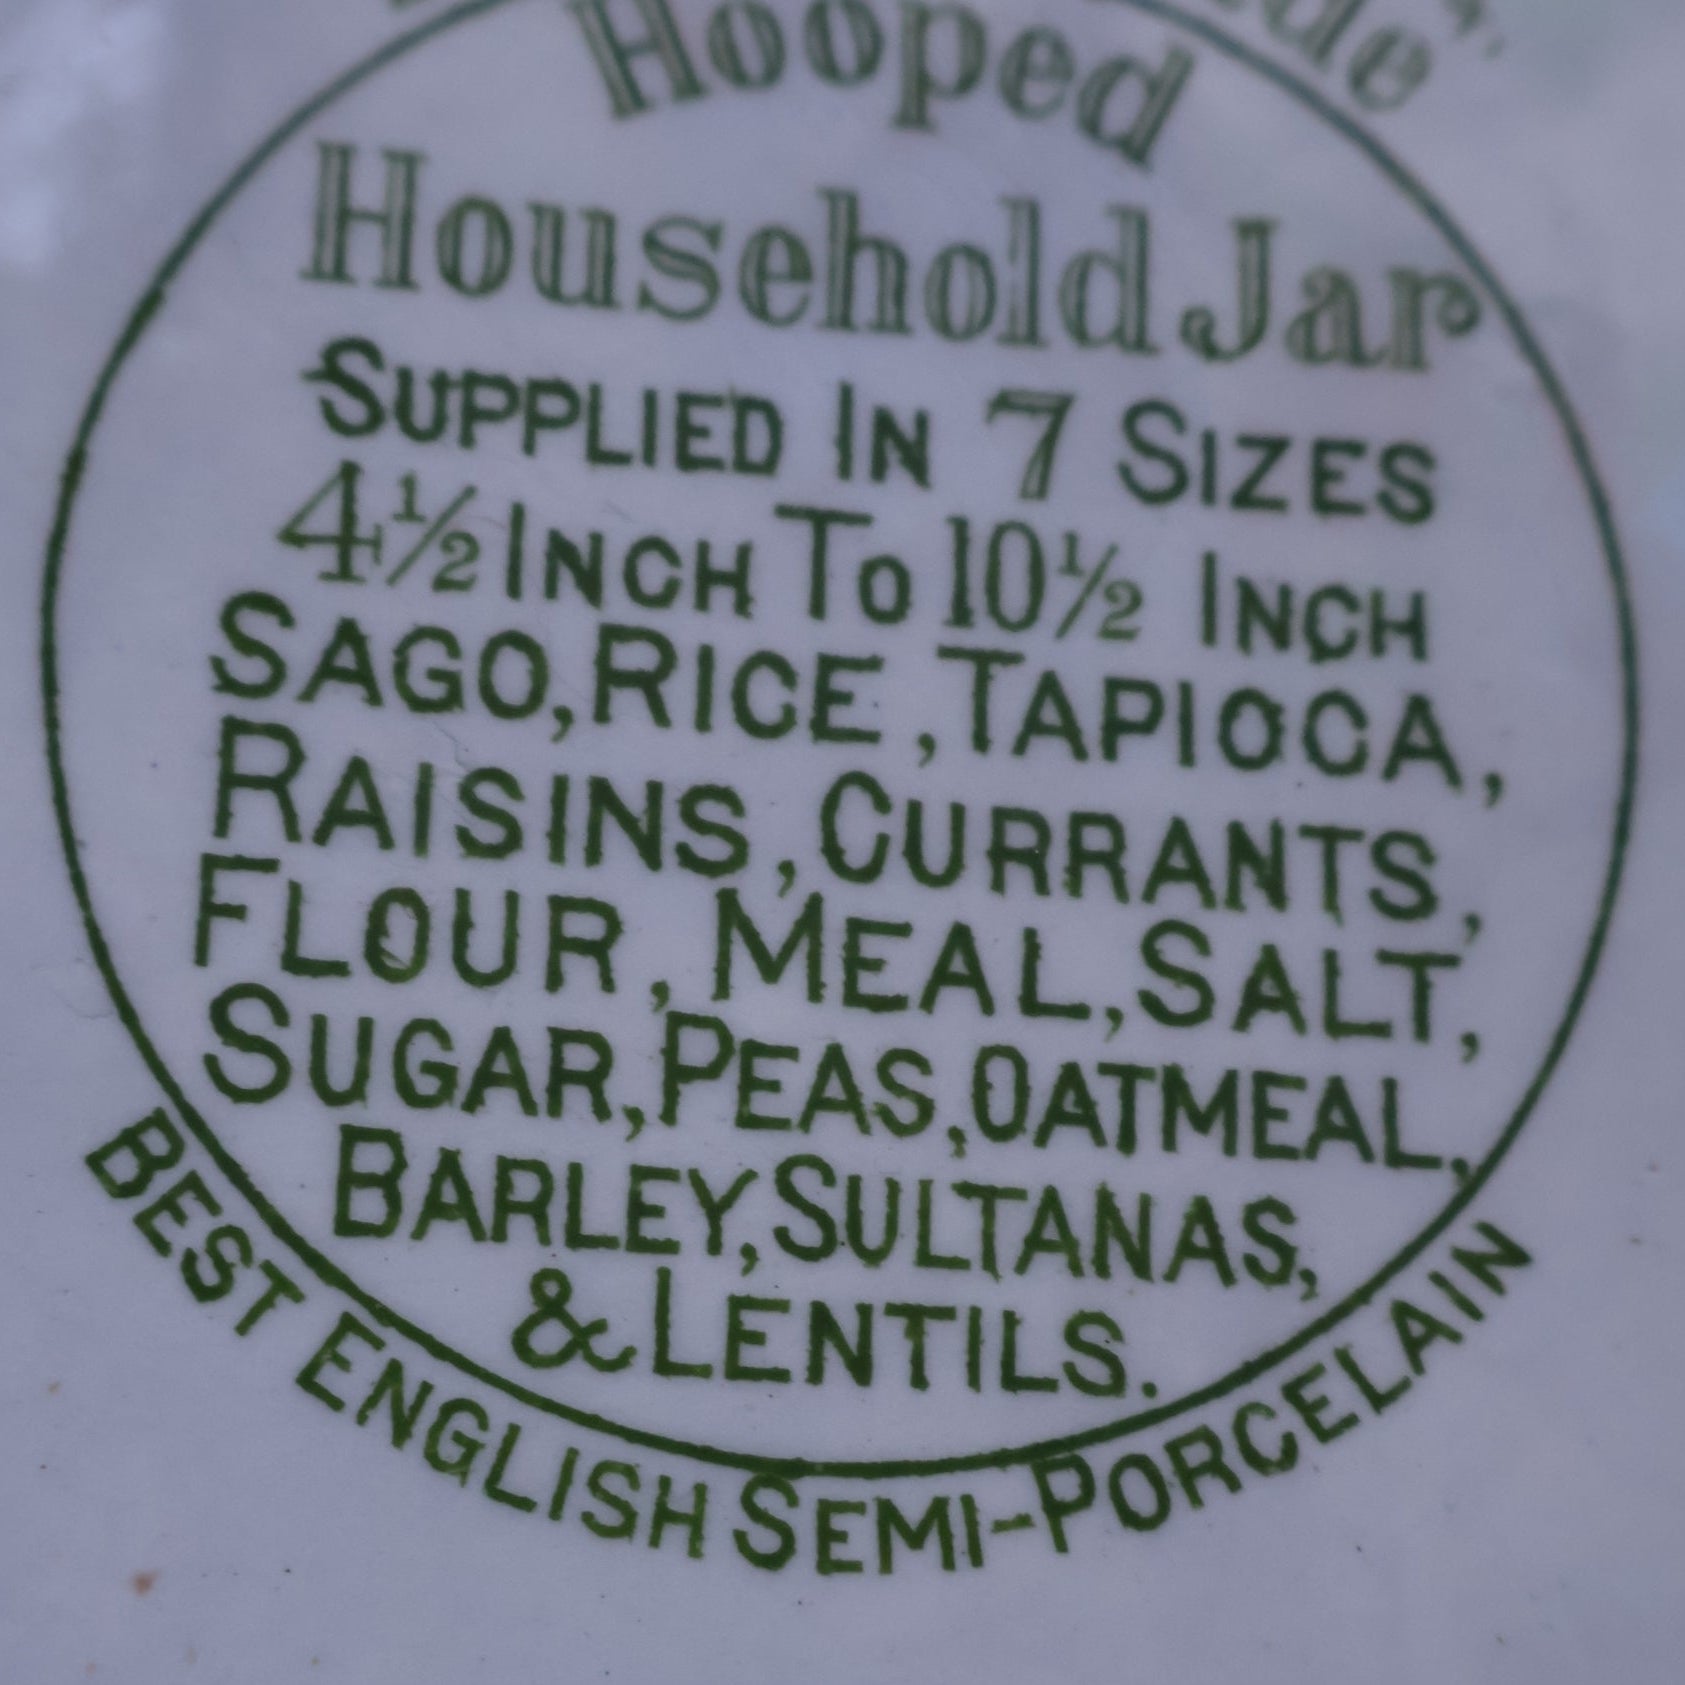 Hooped
Household Jar
SUPPLIED IN 7 SIZES
4½ INCH TO 10½ INCH
SAGO, RICE, TAPIOCA,
RAISINS, CURRANTS,
FLOUR, MEAL, SALT,
SUGAR, PEAS, OATMEAL,
BARLEY, SULTANAS,
& LENTILS.
BEST ENGLISH SEMI-PORCELAIN